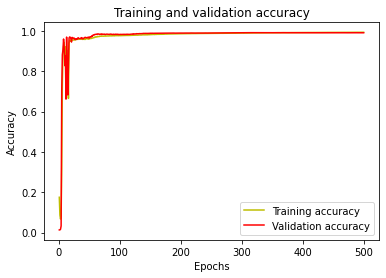 Training and validation accuracy
1.0
0.8
0.6
0.4
0.2
0.0
Accuracy
Training accuracy
Validation accuracy
0 100 200 300 400 500
Epochs